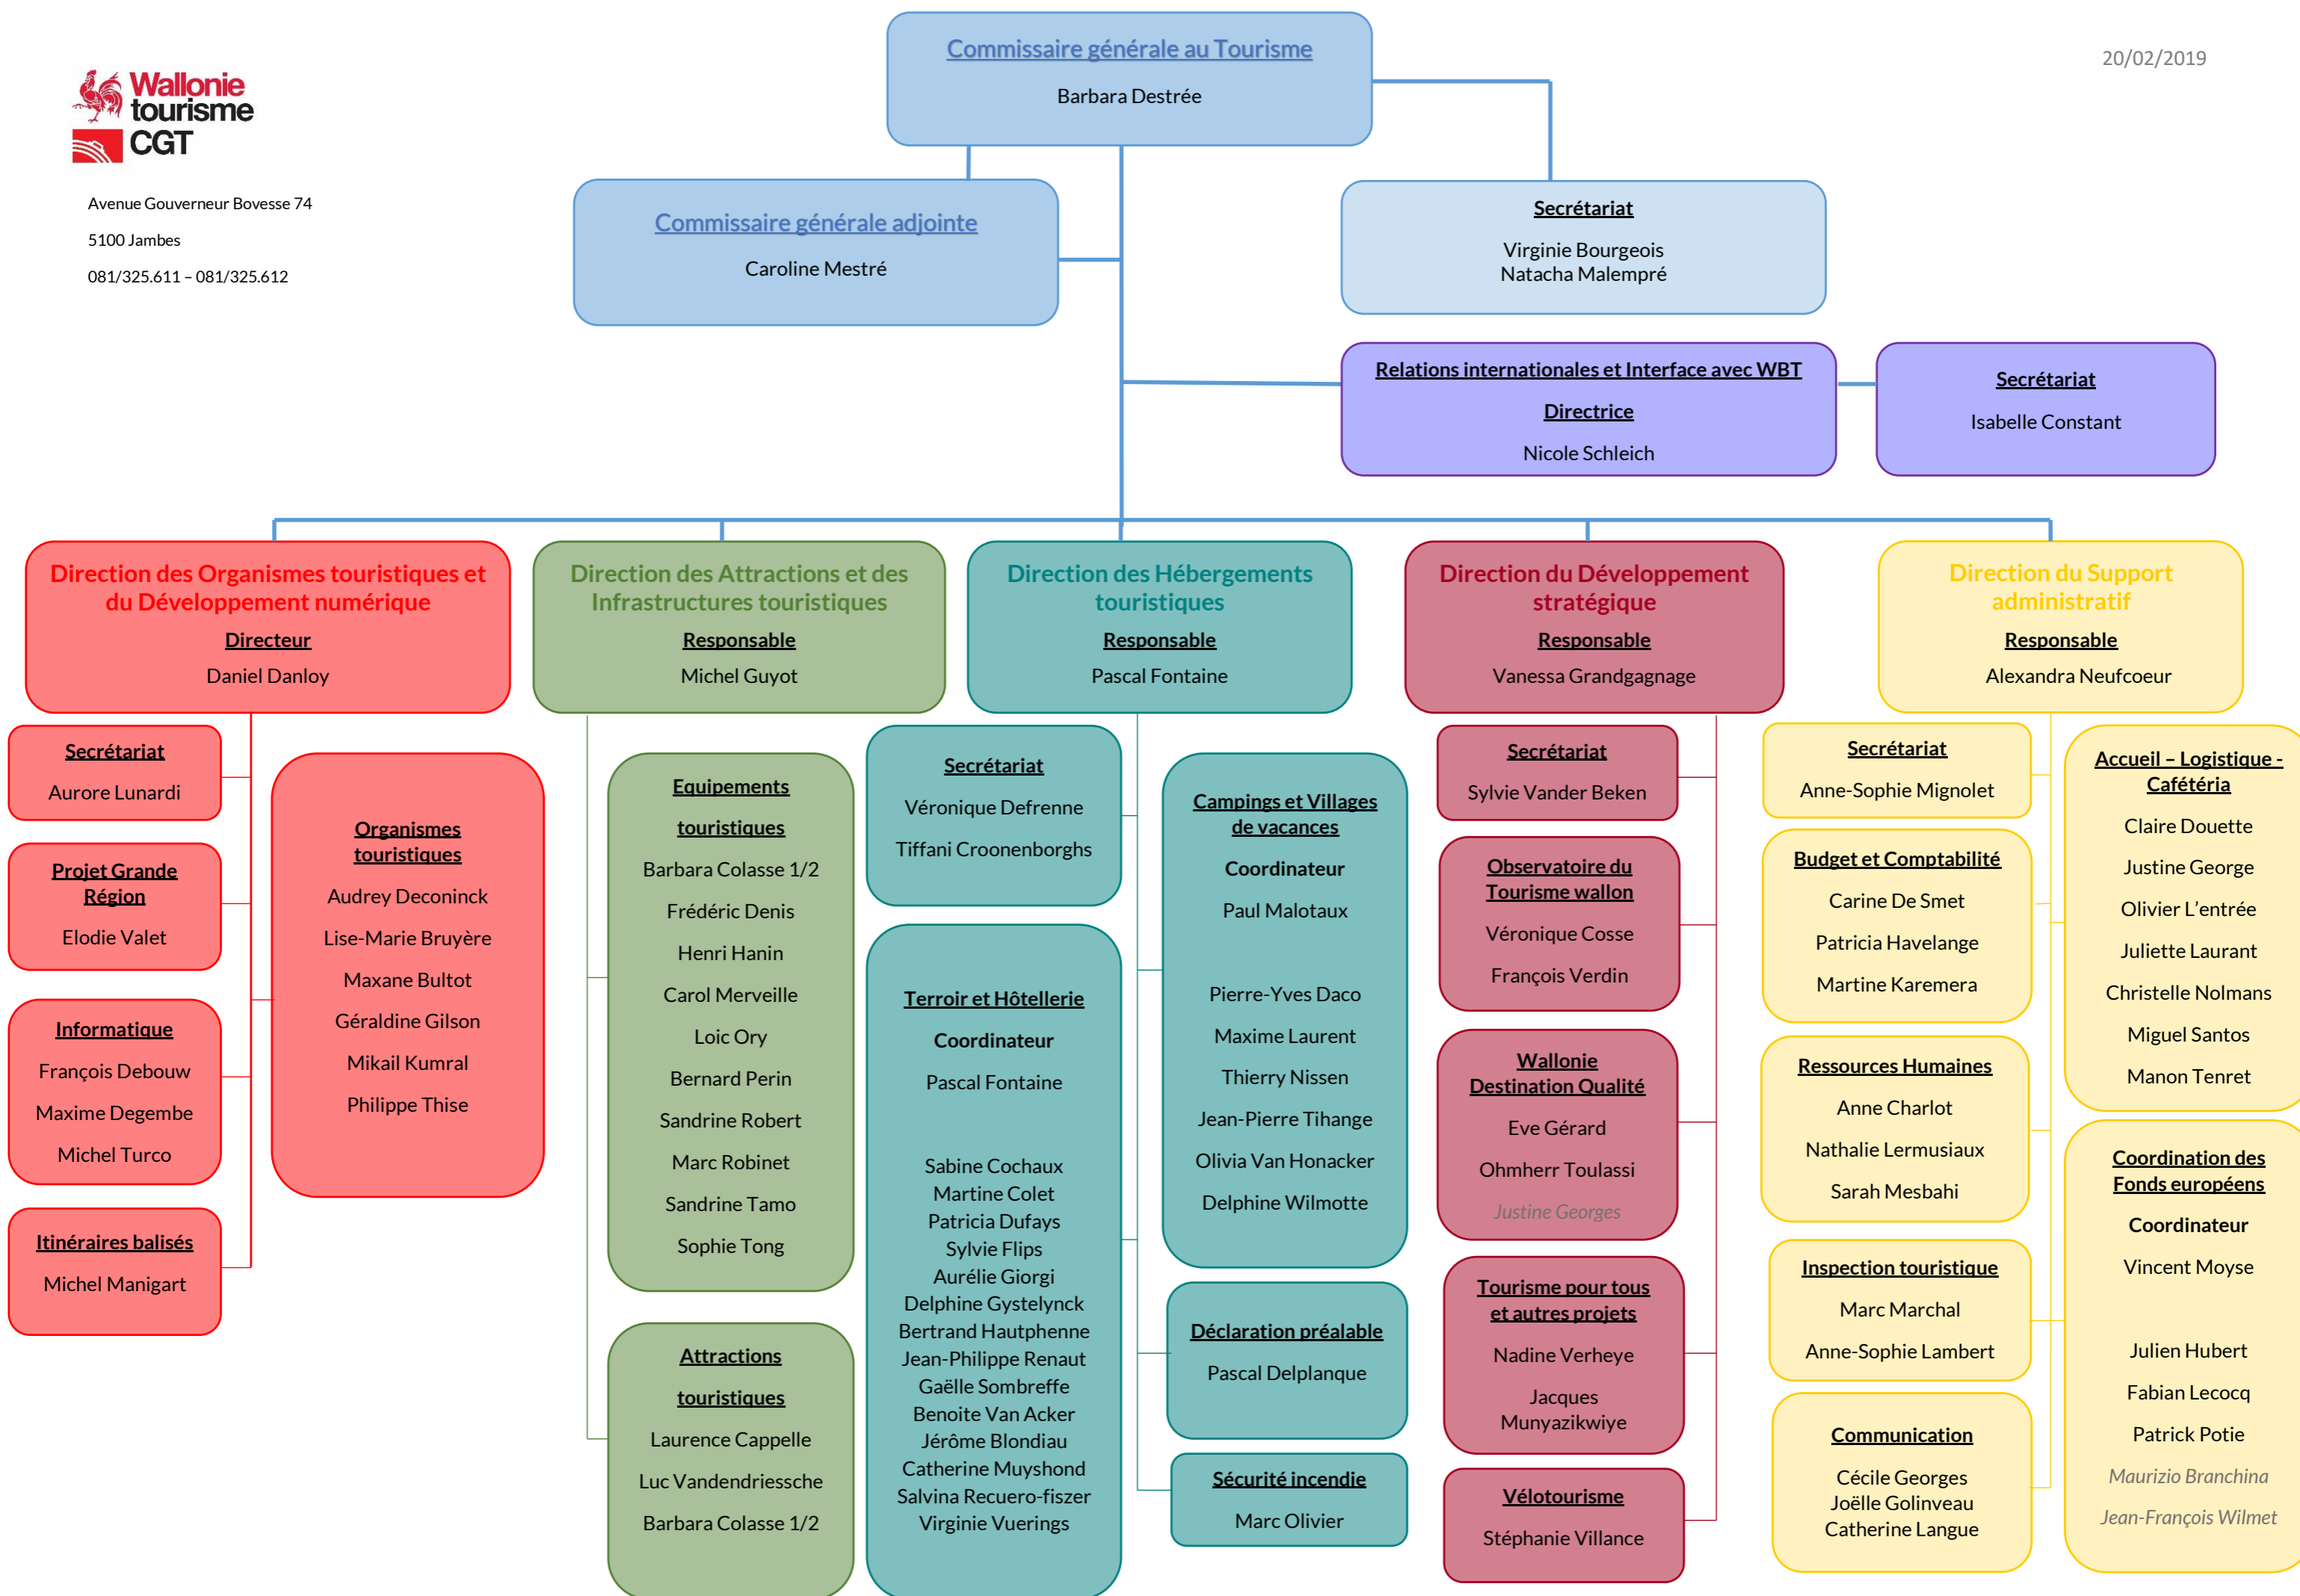 Wallonie
tourisme
CGT
Avenue Gouverneur Bovesse 74
5100 Jambes
081/325.611 – 081/325.612
20/02/2019
Commissaire générale au Tourisme
Barbara Destrée
Commissaire générale adjointe
Caroline Mestré
Secrétariat
Virginie Bourgeois
Natacha Malempré
Relations internationales et Interface avec WBT
Directrice
Nicole Schleich
Secrétariat
Isabelle Constant
Direction des Organismes touristiques et
du Développement numérique
Directeur
Daniel Danloy
Secrétariat
Aurore Lunardi
Projet Grande
Région
Elodie Valet
Informatique
François Debouw
Maxime Degembe
Michel Turco
Itinéraires balisés
Michel Manigart
Organismes
touristiques
Audrey Deconinck
Lise-Marie Bruyère
Maxane Bultot
Géraldine Gilson
Mikail Kumral
Philippe Thise
Direction des Attractions et des
Infrastructures touristiques
Responsable
Michel Guyot
Equipements
touristiques
Barbara Colasse 1/2
Frédéric Denis
Henri Hanin
Carol Merveille
Loic Ory
Bernard Perin
Sandrine Robert
Marc Robinet
Sandrine Tamo
Sophie Tong
Attractions
touristiques
Laurence Cappelle
Luc Vandendriessche
Barbara Colasse 1/2
Direction des Hébergements
touristiques
Responsable
Pascal Fontaine
Secrétariat
Véronique Defrenne
Tiffani Croonenborghs
Terroir et Hôtellerie
Coordinateur
Pascal Fontaine
Sabine Cochaux
Martine Colet
Patricia Dufays
Sylvie Flips
Aurélie Giorgi
Delphine Gystelynck
Bertrand Hautphenne
Jean-Philippe Renaut
Gaëlle Sombreffe
Benoite Van Acker
Jérôme Blondiau
Catherine Muyshond
Salvina Recuero-fiszer
Virginie Vuerings
Campings et Villages
de vacances
Coordinateur
Paul Malotaux
Pierre-Yves Daco
Maxime Laurent
Thierry Nissen
Jean-Pierre Tihange
Olivia Van Honacker
Delphine Wilmotte
Déclaration préalable
Pascal Delplanque
Sécurité incendie
Marc Olivier
Direction du Développement
stratégique
Responsable
Vanessa Grandgagnage
Secrétariat
Sylvie Vander Beken
Observatoire du
Tourisme wallon
Véronique Cosse
François Verdin
Wallonie
Destination Qualité
Eve Gérard
Ohmherr Toulassi
Justine Georges
Tourisme pour tous
et autres projets
Nadine Verheye
Jacques
Munyazikwiye
Vélotourisme
Stéphanie Villance
Direction du Support
administratif
Responsable
Alexandra Neufcoeur
Secrétariat
Anne-Sophie Mignolet
Budget et Comptabilité
Carine De Smet
Patricia Havelange
Martine Karemera
Ressources Humaines
Anne Charlot
Nathalie Lermusiaux
Sarah Mesbahi
Inspection touristique
Marc Marchal
Anne-Sophie Lambert
Communication
Cécile Georges
Joëlle Golinveau
Catherine Langue
Accueil – Logistique -
Cafétéria
Claire Douette
Justine George
Olivier L’entrée
Juliette Laurant
Christelle Nolmans
Miguel Santos
Manon Tenret
Coordination des
Fonds européens
Coordinateur
Vincent Moyse
Julien Hubert
Fabian Lecocq
Patrick Potie
Maurizio Branchina
Jean-François Wilmet